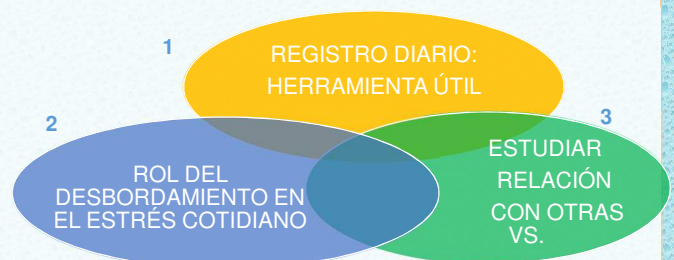 1
REGISTRO DIARIO:
HERRAMIENTA ÚTIL
2
ROL DEL
DESBORDAMIENTO EN
EL ESTRÉS COTIDIANO
3
ESTUDIAR
RELACIÓN
CON OTRAS
VS.